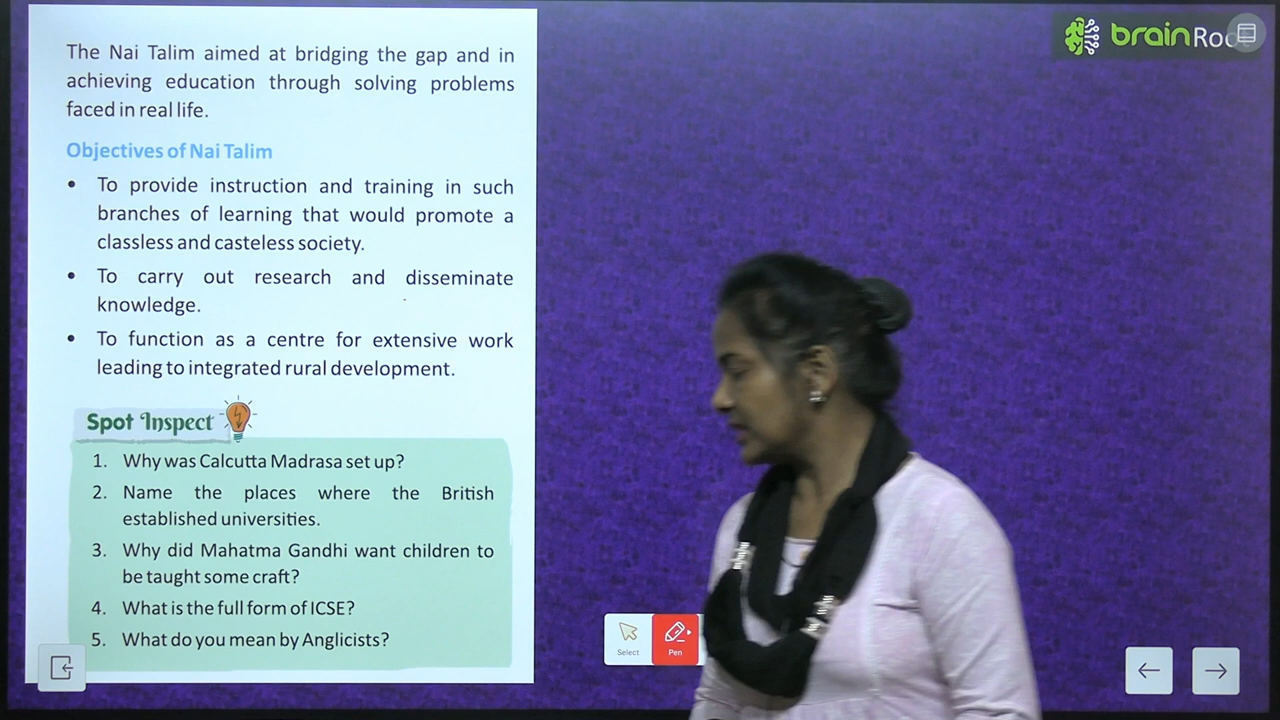 The Nai Talim aimed at bridging the gap and in
achieving education through solving problems
faced in real life.
Objectives of Nai Talim
• To provide instruction and training in such
branches of learning that would promote a
classless and casteless society.
• To carry out research and disseminate
knowledge.
• To function as a centre for extensive work
leading to integrated rural development.
Spot Inspect
1. Why was Calcutta Madrasa set up?
2. Name the places where the British
established universities.
3. Why did Mahatma Gandhi want children to
be taught some craft?
4. What is the full form of ICSE?
5. What do you mean by Anglicists?
brain
Select
Pen